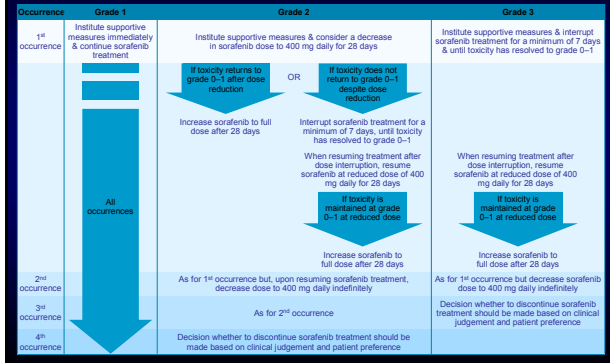 Occurrence Grade 1 Grade 2 Grade 3
1st
occurrence
Institute supportive
measures immediately
& continue sorafenib
treatment
Institute supportive measures & consider a decrease
in sorafenib dose to 400 mg daily for 28 days
Institute supportive measures & interrupt
sorafenib treatment for a minimum of 7 days
& until toxicity has resolved to grade 0–1
If toxicity returns to
grade 0–1 after dose
reduction
OR
If toxicity does not
return to grade 0–1
despite dose
reduction
Increase sorafenib to full
dose after 28 days
Interrupt sorafenib treatment for a
minimum of 7 days, until toxicity
has resolved to grade 0–1
When resuming treatment after
dose interruption, resume
sorafenib at reduced dose of 400
mg daily for 28 days
When resuming treatment after
dose interruption, resume
sorafenib at reduced dose of 400
mg daily for 28 days
All
occurrences
If toxicity is
maintained at grade
0–1 at reduced dose
If toxicity is
maintained at grade
0–1 at reduced dose
Increase sorafenib to
full dose after 28 days
Increase sorafenib to
full dose after 28 days
2nd
occurrence
As for 1st occurrence but, upon resuming sorafenib treatment,
decrease dose to 400 mg daily indefinitely
As for 1st occurrence but decrease sorafenib
dose to 400 mg daily indefinitely
3rd
occurrence
As for 2nd occurrence
Decision whether to discontinue sorafenib
treatment should be made based on clinical
judgement and patient preference
4th
occurrence
Decision whether to discontinue sorafenib treatment should be
made based on clinical judgement and patient preference